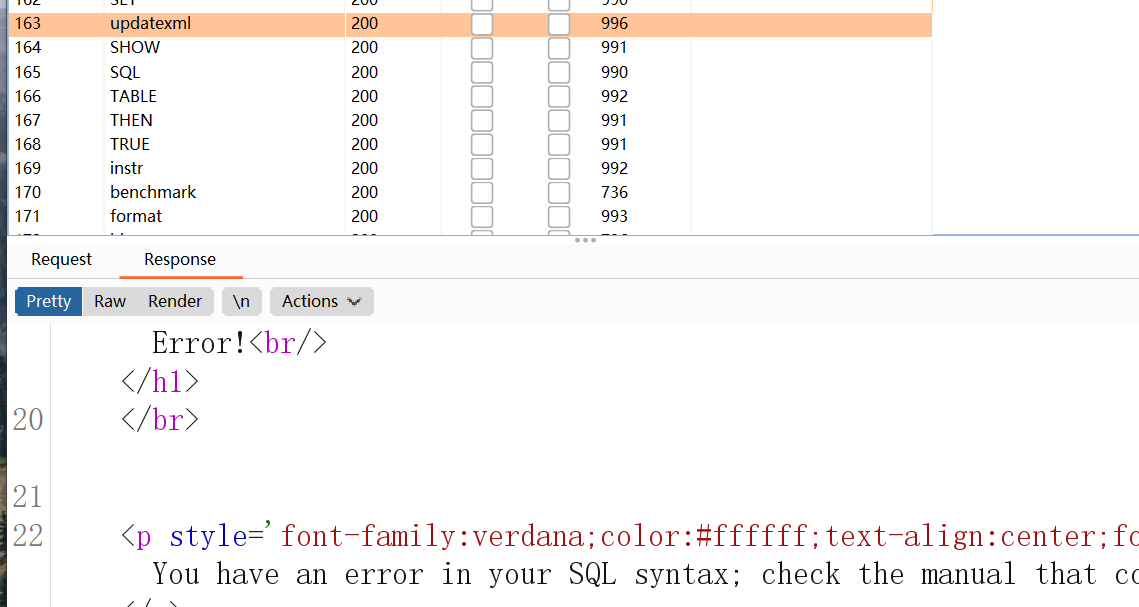 162 SET 200 990
163 updatexml 200 996
164 SHOW 200 991
165 SQL 200 990
166 TABLE 200 992
167 THEN 200 991
168 TRUE 200 991
169 instr 200 992
170 benchmark 200 736
171 format 200 993
Request Response
Pretty Raw Render \n Actions
Error!<br/>
</h1>
20 </br>
21
22 <p style='font-family:verdana;color:#ffffff;text-align:center;fo
You have an error in your SQL syntax; check the manual that co
</p>